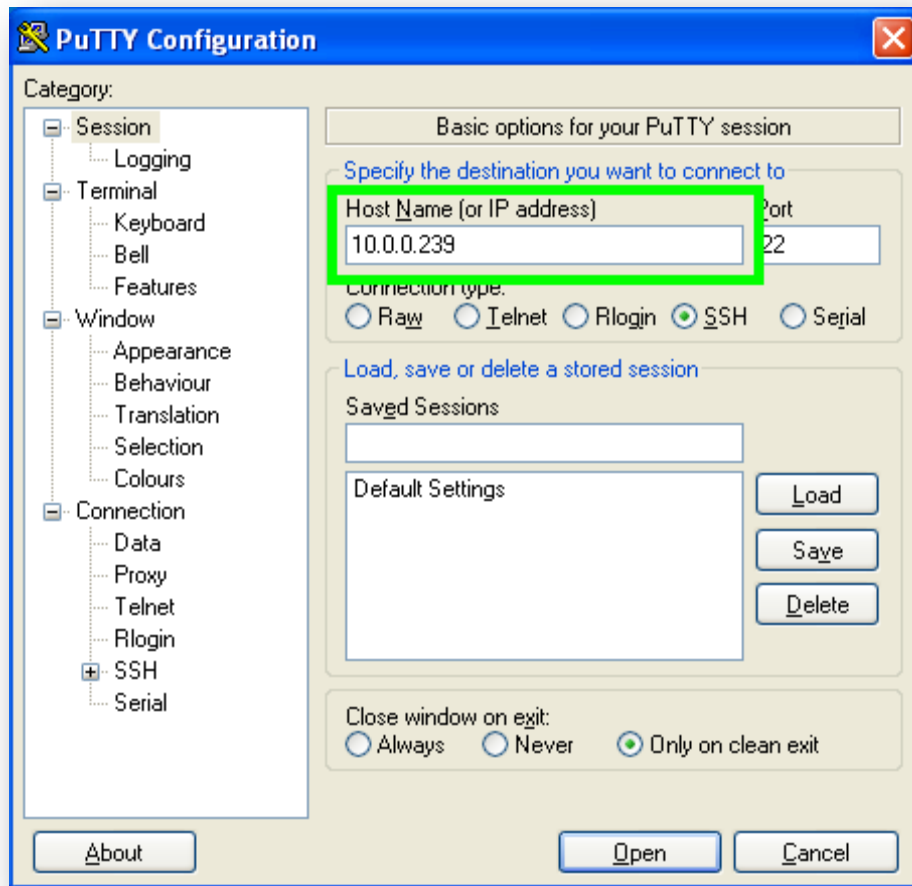 PuTTY Configuration
Category:
Session
Logging
Terminal
Keyboard
Bell
Features
Window
Appearance
Behaviour
Translation
Selection
Colours
Connection
Data
Proxy
Telnet
Rlogin
SSH
Serial
Basic options for your PuTTY session
Specify the destination you want to connect to
Host Name (or IP address) Port
10.0.0.239 22
Connection type:
Raw Telnet Rlogin SSH Serial
Load, save or delete a stored session
Saved Sessions
Default Settings
Load
Save
Delete
Close window on exit:
Always Never Only on clean exit
About Open Cancel